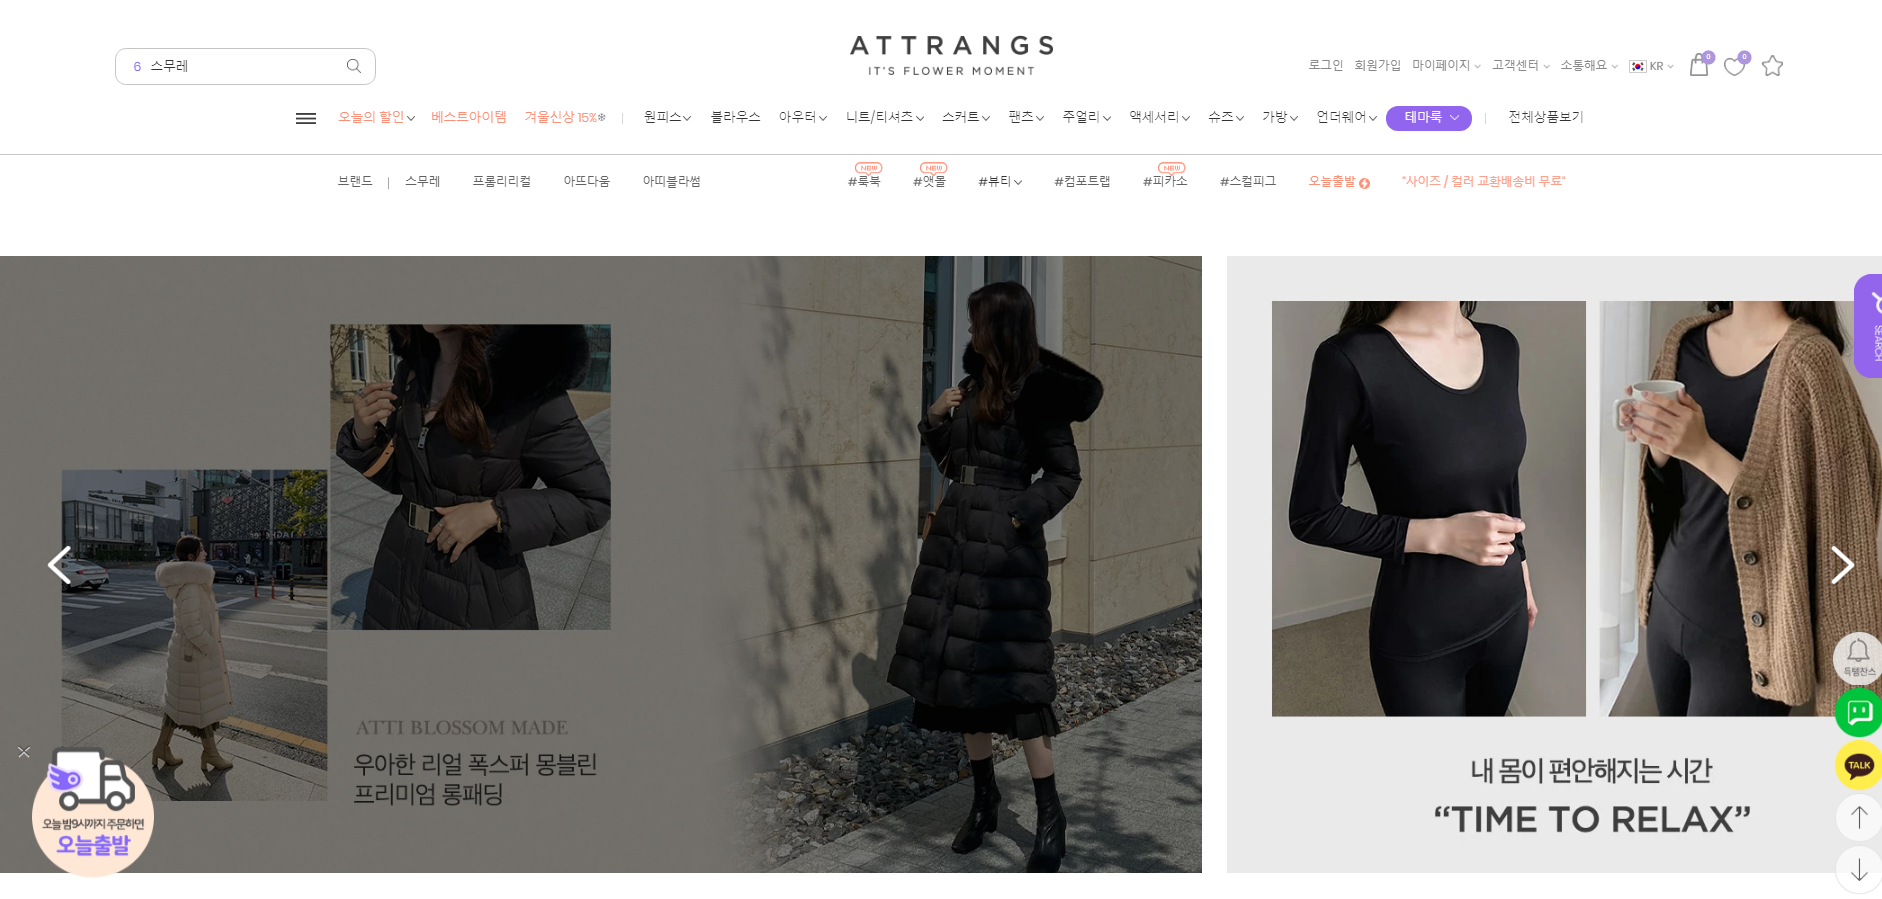 ATTRANGS
IT'S FLOWER MOMENT
6 스무레
로그인 회원가입 마이페이지 고객센터 소통해요 KR 0 0
오늘의 할인 베스트아이템 겨울신상 15% 원피스 블라우스 아우터 니트/티셔츠 스커트 팬츠 주얼리 액세서리 슈즈 가방 언더웨어 테마룩 전체상품보기
NEW NEW NEW
브랜드 스무레 프롬리리컬 아뜨다움 아띠블라썸 #룩북 #앳몰 #뷰티 #컴포트랩 #피카소 #스컬피그 오늘출발 "사이즈 / 컬러 교환배송비 무료"
SEARCH
득템찬스
ATTI BLOSSOM MADE
우아한 리얼 폭스퍼 몽블린
프리미엄 롱패딩
내 몸이 편안해지는 시간
“TIME TO RELAX”
TALK
오늘 밤9시까지 주문하면
오늘출발